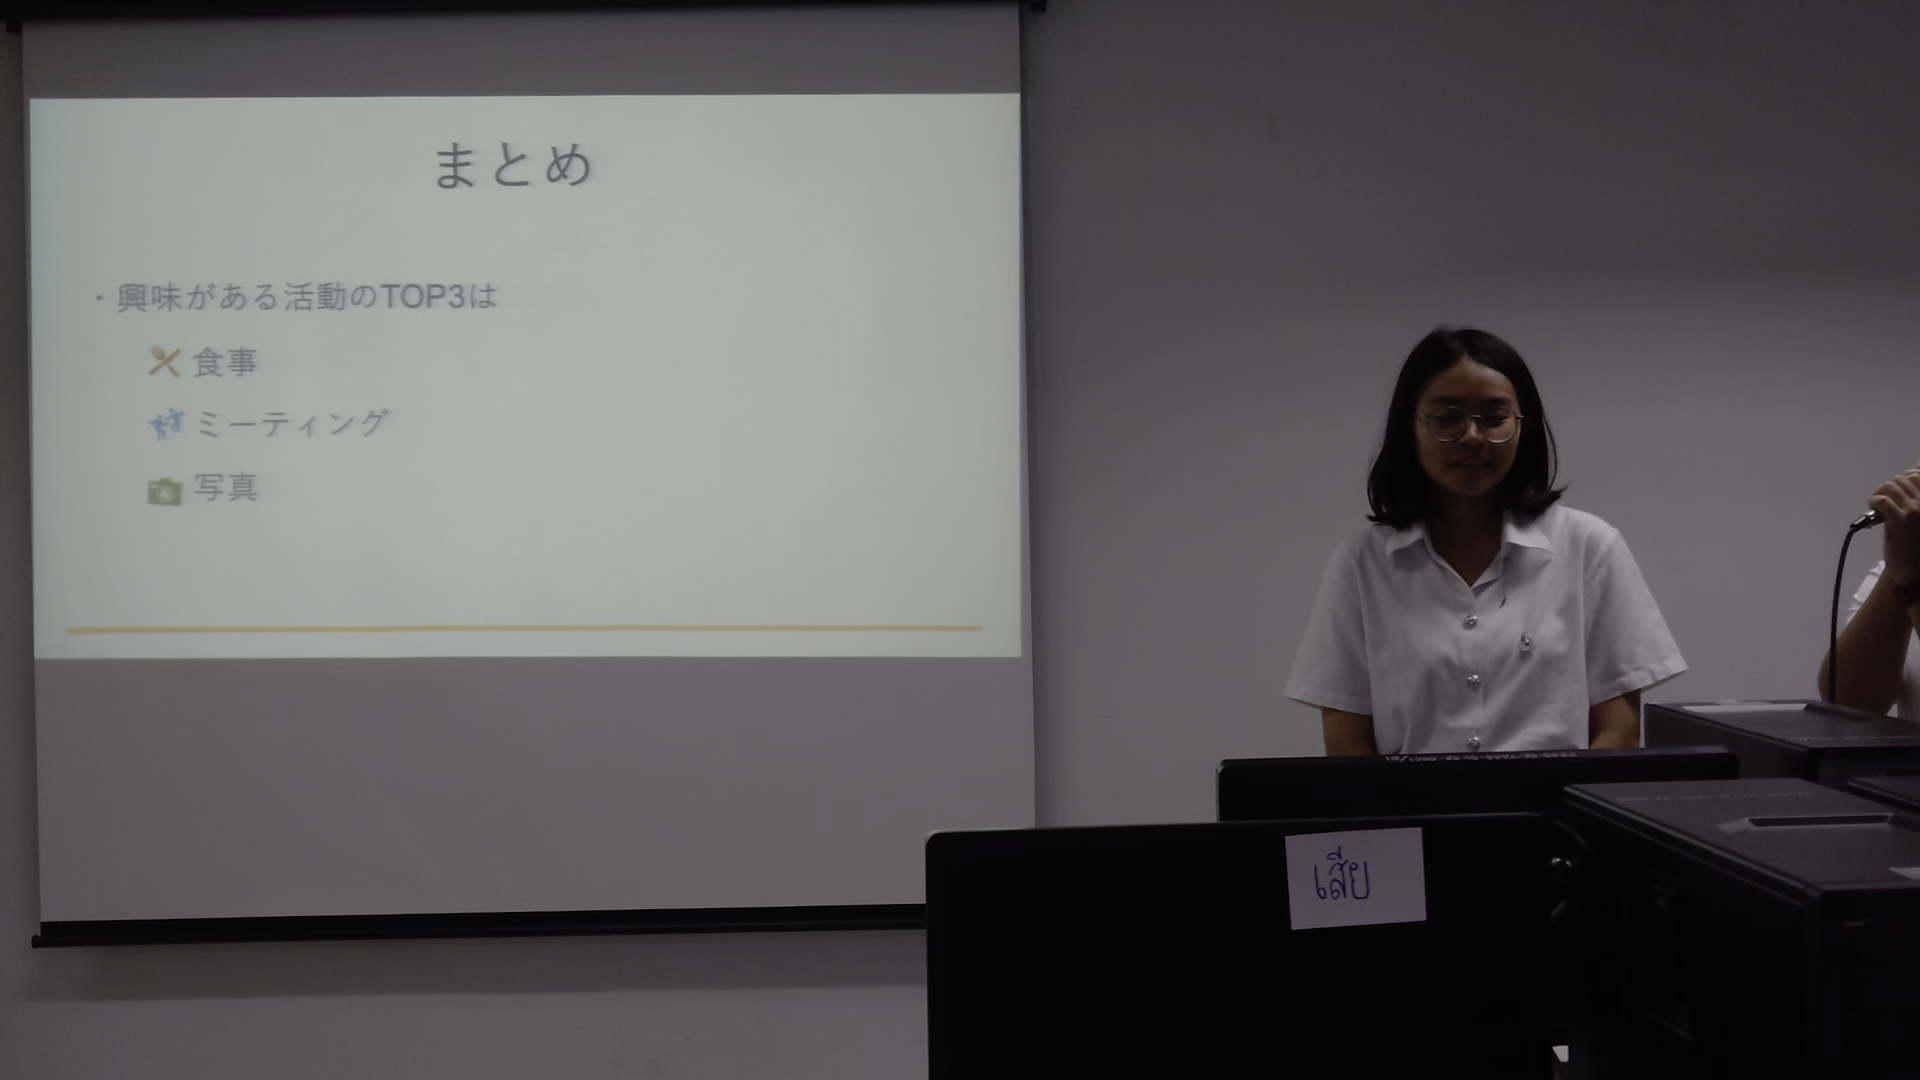 まとめ
・興味がある活動のTOP3は
食事
ミーティング
写真
เสีย